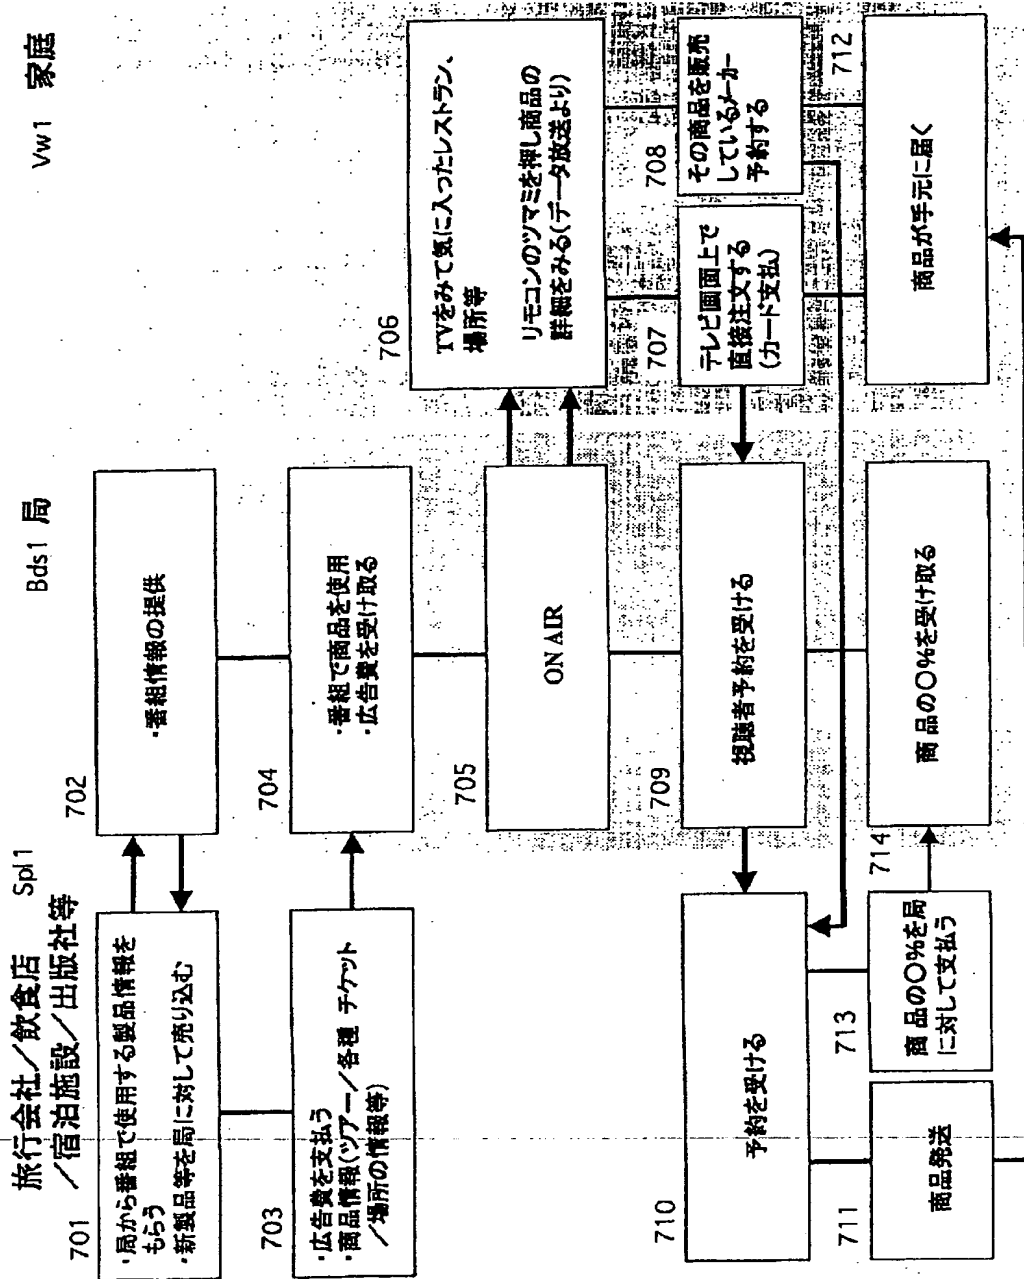 旅行会社／飲食店 Spl1
／宿泊施設／出版社等
Bds1 局
Vw1 家庭
701
・局から番組で使用する製品情報を
もらう
・新製品等を局に対して売り込む
702
・番組情報の提供
703
・広告費を支払う
・商品情報(ツアー／各種 チケット
／場所の情報等)
704
・番組で商品を使用
・広告費を受け取る
705
ON AIR
706
TVをみて気に入ったレストラン、
場所等
リモコンのツマミを押し商品の
詳細をみる(データ放送より)
707
テレビ画面上で
直接注文する
(カード支払)
708
その商品を販売
しているメーカー
予約する
709
視聴者予約を受ける
710
予約を受ける
711
商品発送
713
商品の〇%を局
に対して支払う
714
商品の〇%を受け取る
712
商品が手元に届く